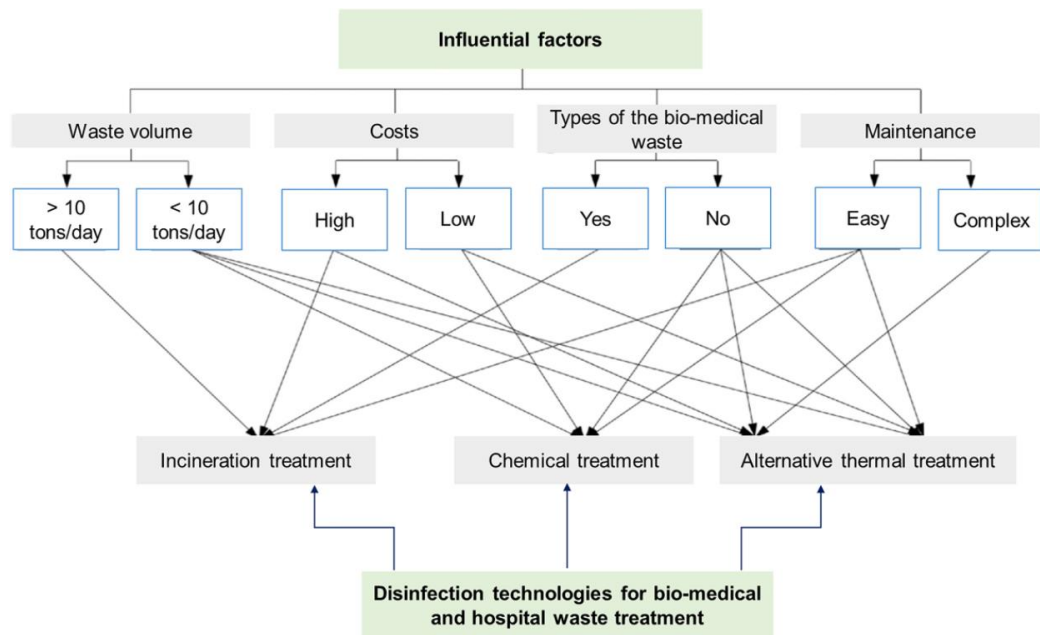 Influential factors
Waste volume
Costs
Types of the bio-medical
waste
Maintenance
> 10
tons/day
< 10
tons/day
High
Low
Yes
No
Easy
Complex
Incineration treatment
Chemical treatment
Alternative thermal treatment
Disinfection technologies for bio-medical
and hospital waste treatment